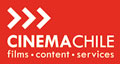 CINEMACHILE
films · content · services